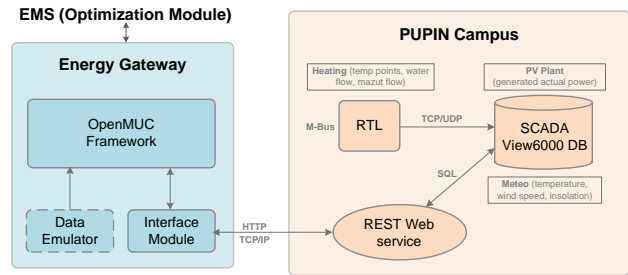 EMS (Optimization Module)
Energy Gateway
OpenMUC
Framework
Data
Emulator
Interface
Module
HTTP
TCP/IP
PUPIN Campus
Heating (temp points, water
flow, mazut flow)
PV Plant
(generated actual power)
M-Bus
RTL
TCP/UDP
SCADA
View6000 DB
SQL
Meteo (temperature,
wind speed, insolation)
REST Web
service